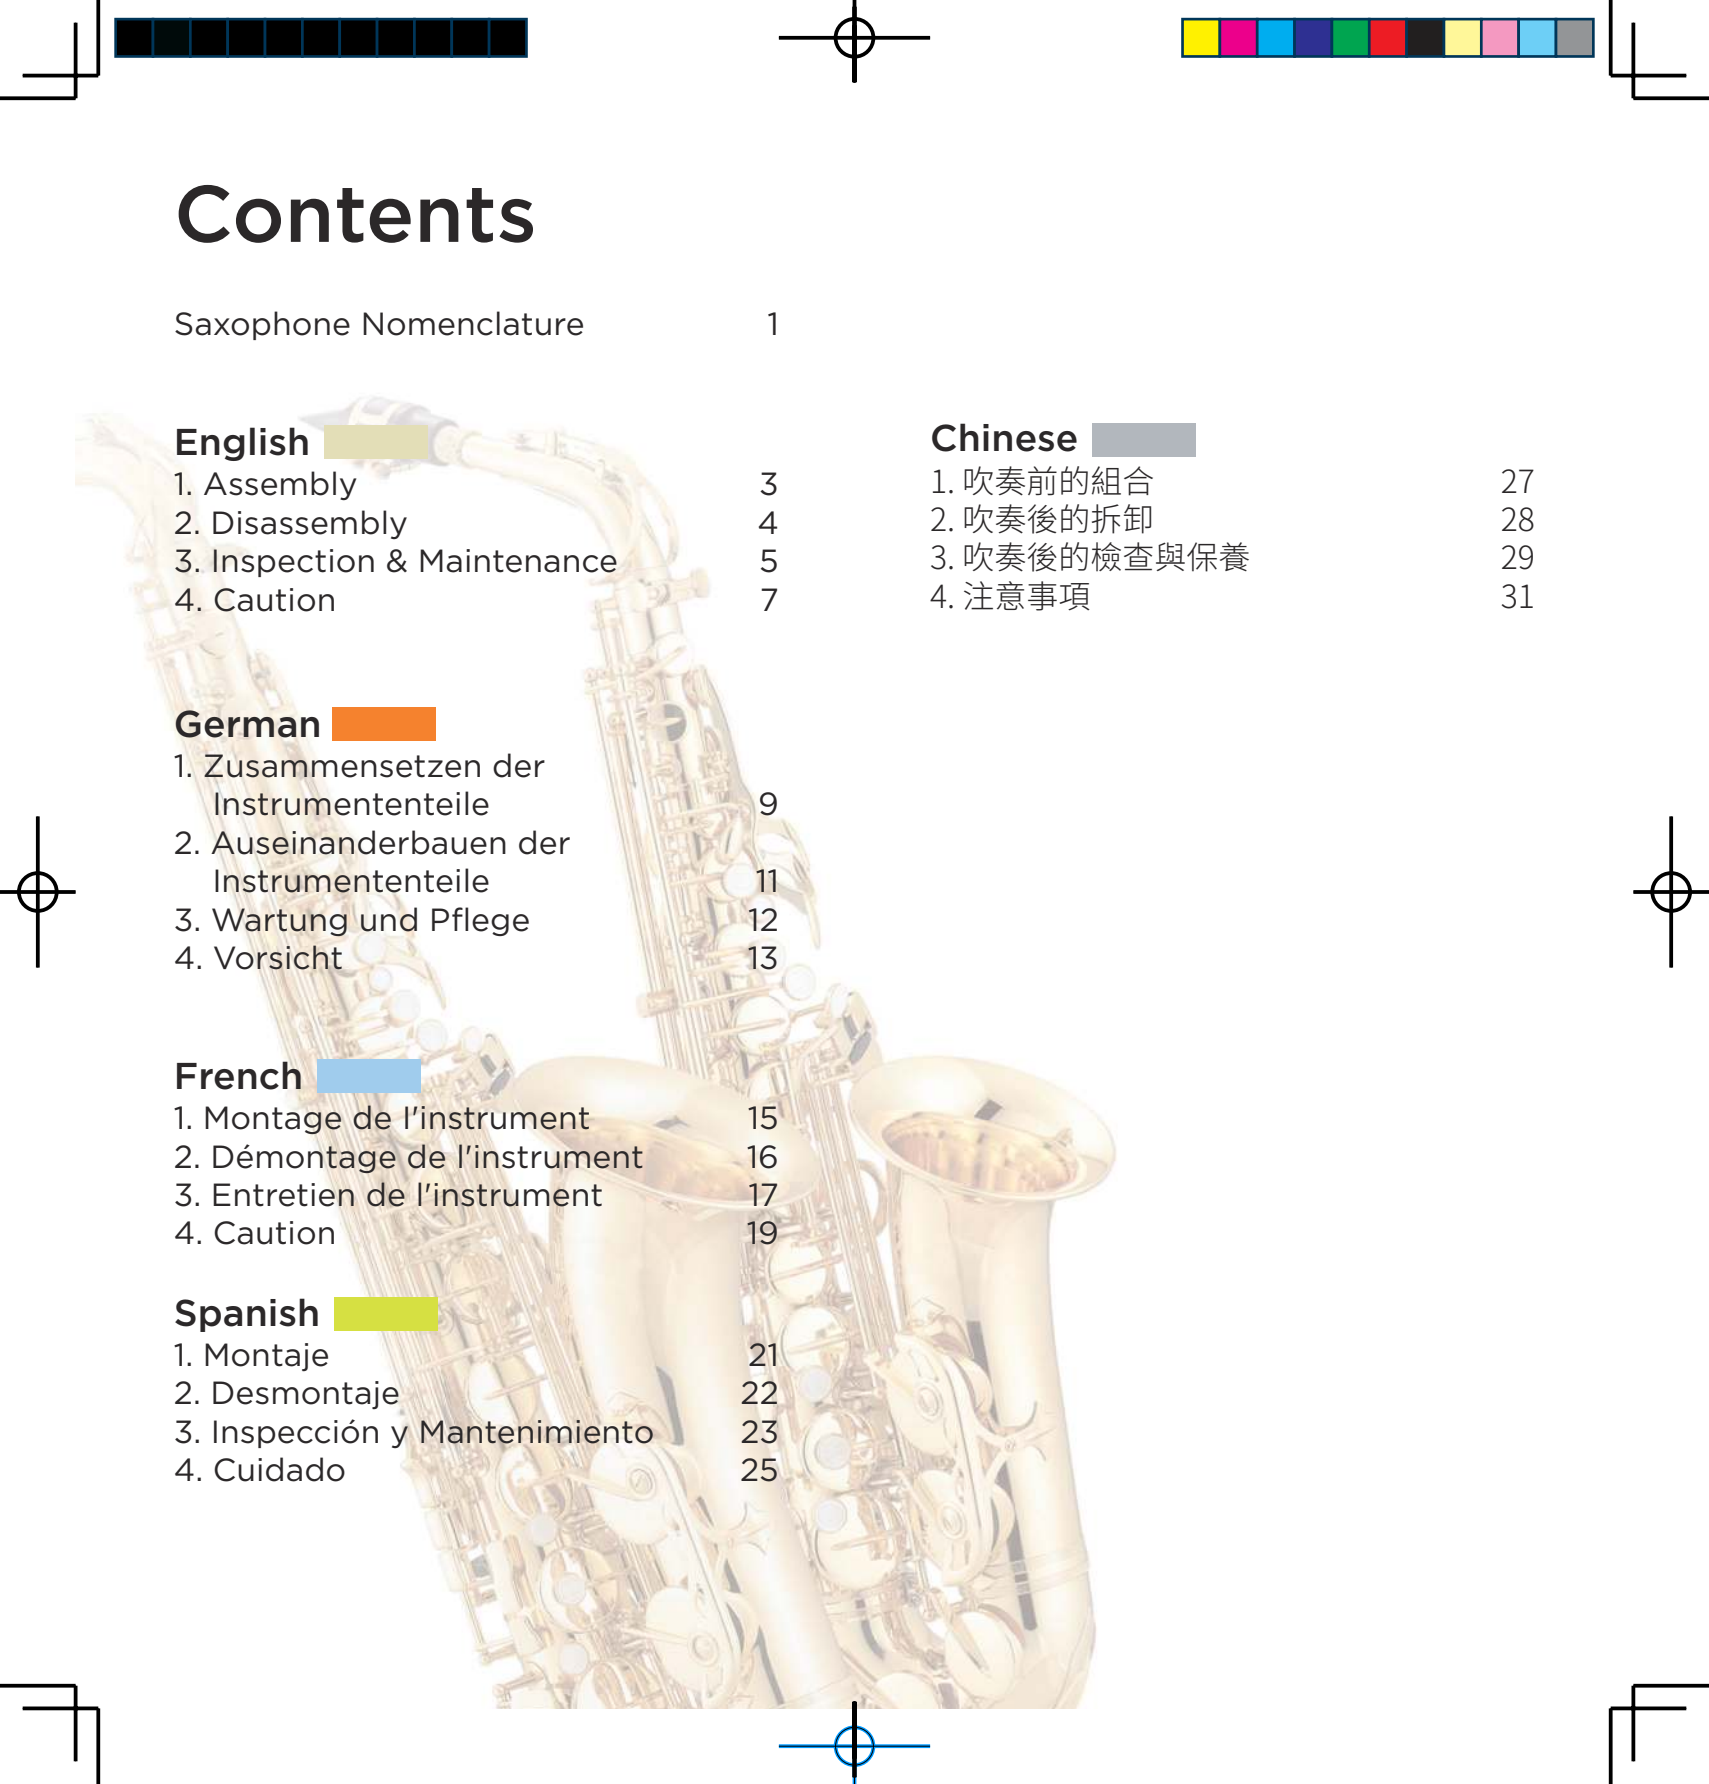 Contents
Saxophone Nomenclature 1
English
1. Assembly 3
2. Disassembly 4
3. Inspection & Maintenance 5
4. Caution 7
German
1. Zusammensetzen der
Instrumententeile 9
2. Auseinanderbauen der
Instrumententeile 11
3. Wartung und Pflege 12
4. Vorsicht 13
French
1. Montage de l'instrument 15
2. Démontage de l'instrument 16
3. Entretien de l'instrument 17
4. Caution 19
Spanish
1. Montaje 21
2. Desmontaje 22
3. Inspección y Mantenimiento 23
4. Cuidado 25
Chinese
1. 吹奏前的組合 27
2. 吹奏後的拆卸 28
3. 吹奏後的檢查與保養 29
4. 注意事項 31